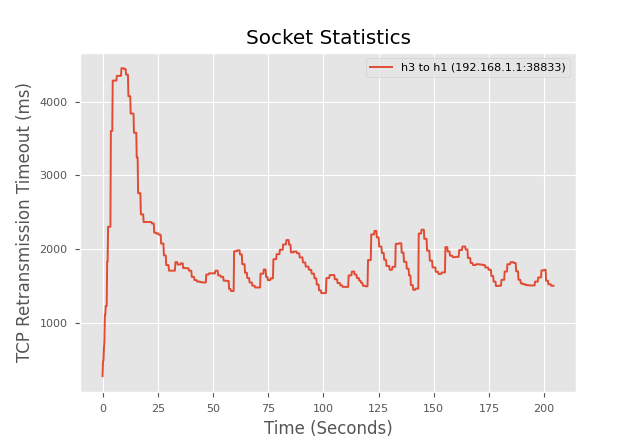 Socket Statistics
h3 to h1 (192.168.1.1:38833)
TCP Retransmission Timeout (ms)
4000
3000
2000
1000
0 25 50 75 100 125 150 175 200
Time (Seconds)